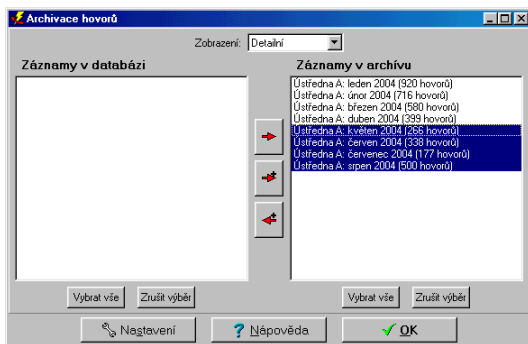 Archivace hovorů
Zobrazení: Detailní
Záznamy v databázi
Záznamy v archívu
Ústředna A: leden 2004 (920 hovorů)
Ústředna A: únor 2004 (716 hovorů)
Ústředna A: březen 2004 (580 hovorů)
Ústředna A: duben 2004 (399 hovorů)
Ústředna A: květen 2004 (266 hovorů)
Ústředna A: červen 2004 (338 hovorů)
Ústředna A: červenec 2004 (177 hovorů)
Ústředna A: srpen 2004 (500 hovorů)
Vybrat vše Zrušit výběr Vybrat vše Zrušit výběr
Nastavení Nápověda OK